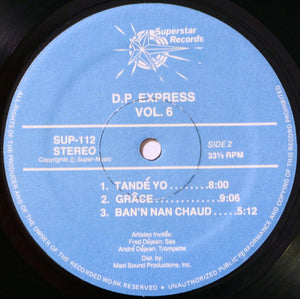 Superstar
Records
D.P. EXPRESS
VOL. 6
SUP-112
STEREO
Copyrights Ⓒ Super-Music
SIDE 2
33⅓ RPM
1. TANDÉ YO........8:00
2. GRÂCE............9:06
3. BAN'N NAN CHAUD....5:12
Artistes Invités:
Fred Déjean: Sax
André Déjean: Trompette
Dist. by:
Maxi Sound Productions, Inc.
ALL RIGHTS OF THE PRODUCER AND OF THE OWNER OF THE RECORDED WORK RESERVED — UNAUTHORIZED PUBLIC PERFORMANCE, BROADCASTING AND COPYING OF THIS RECORD PROHIBITED.